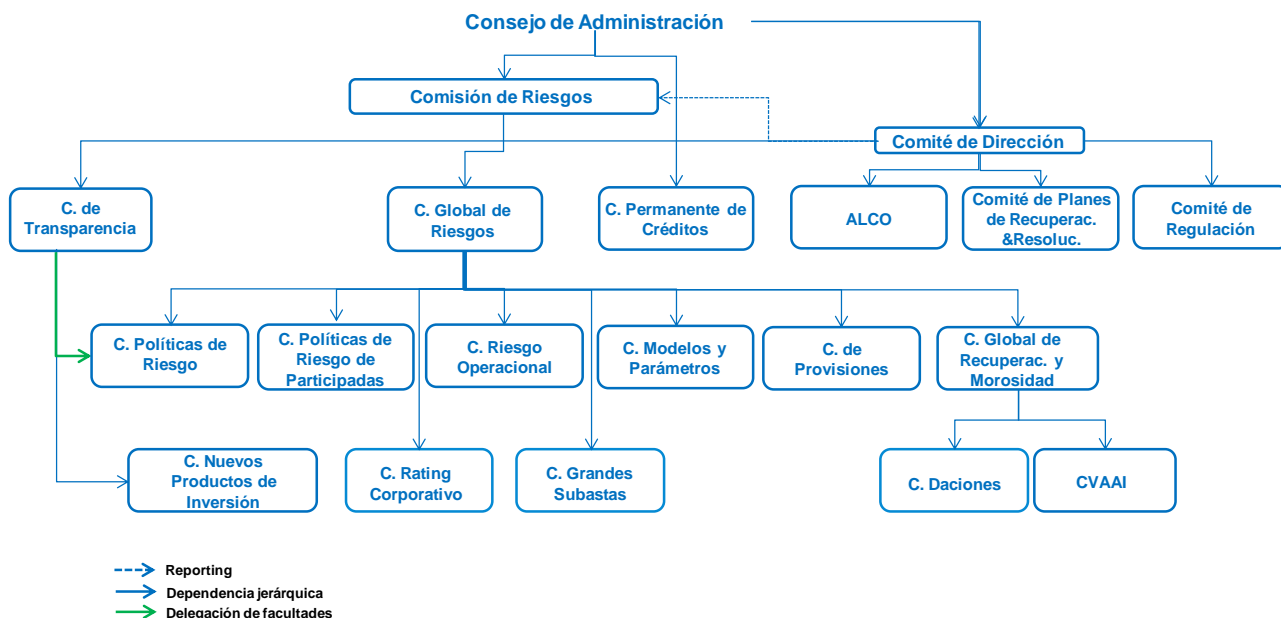 Consejo de Administración
Comisión de Riesgos
Comité de Dirección
C. de
Transparencia
C. Global de
Riesgos
C. Permanente de
Créditos
ALCO
Comité de Planes
de Recuperac.
&Resoluc.
Comité de
Regulación
C. Políticas de
Riesgo
C. Políticas de
Riesgo de
Participadas
C. Riesgo
Operacional
C. Modelos y
Parámetros
C. de
Provisiones
C. Global de
Recuperac. y
Morosidad
C. Nuevos
Productos de
Inversión
C. Rating
Corporativo
C. Grandes
Subastas
C. Daciones
CVAAI
Reporting
Dependencia jerárquica
Delegación de facultades